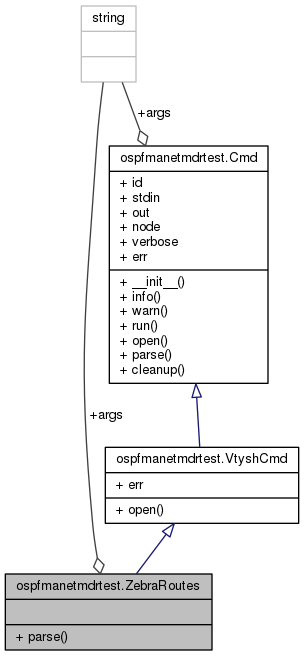 string
+args
ospfmanetmdrtest.Cmd
+ id
+ stdin
+ out
+ node
+ verbose
+ err
+ __init__()
+ info()
+ warn()
+ run()
+ open()
+ parse()
+ cleanup()
+args
ospfmanetmdrtest.VtyshCmd
+ err
+ open()
ospfmanetmdrtest.ZebraRoutes
+ parse()